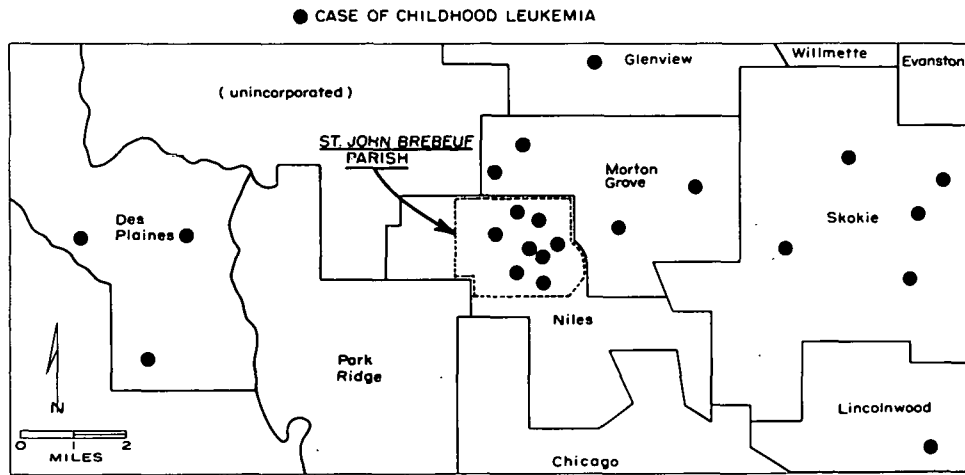 CASE OF CHILDHOOD LEUKEMIA
Glenview
Willmette
Evanston
( unincorporated )
ST. JOHN BREBEUF
PARISH
Morton
Grove
Skokie
Des
Plaines
Niles
Park
Ridge
Lincolnwood
Chicago
N
0 1 2
MILES